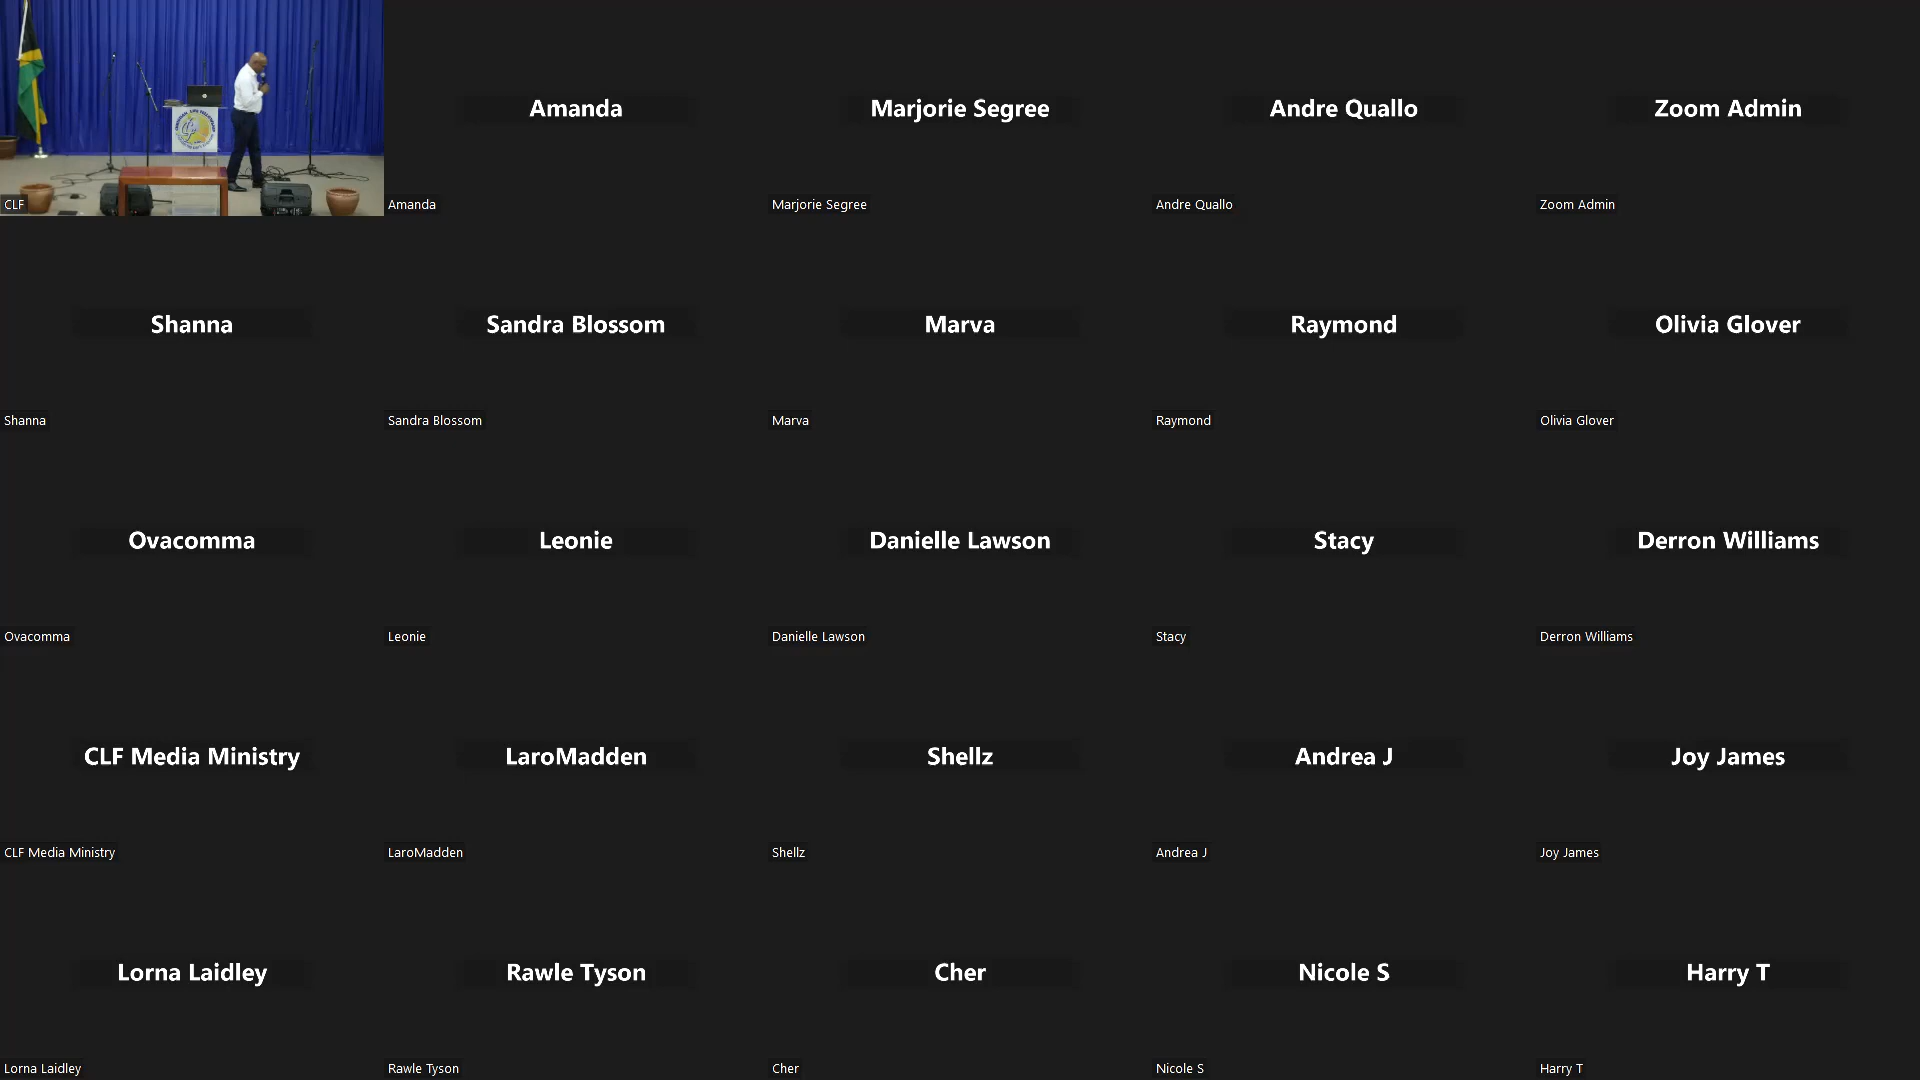 CLF
Amanda
Amanda
Marjorie Segree
Marjorie Segree
Andre Quallo
Andre Quallo
Zoom Admin
Zoom Admin
Shanna
Shanna
Sandra Blossom
Sandra Blossom
Marva
Marva
Raymond
Raymond
Olivia Glover
Olivia Glover
Ovacomma
Ovacomma
Leonie
Leonie
Danielle Lawson
Danielle Lawson
Stacy
Stacy
Derron Williams
Derron Williams
CLF Media Ministry
CLF Media Ministry
LaroMadden
LaroMadden
Shellz
Shellz
Andrea J
Andrea J
Joy James
Joy James
Lorna Laidley
Lorna Laidley
Rawle Tyson
Rawle Tyson
Cher
Cher
Nicole S
Nicole S
Harry T
Harry T